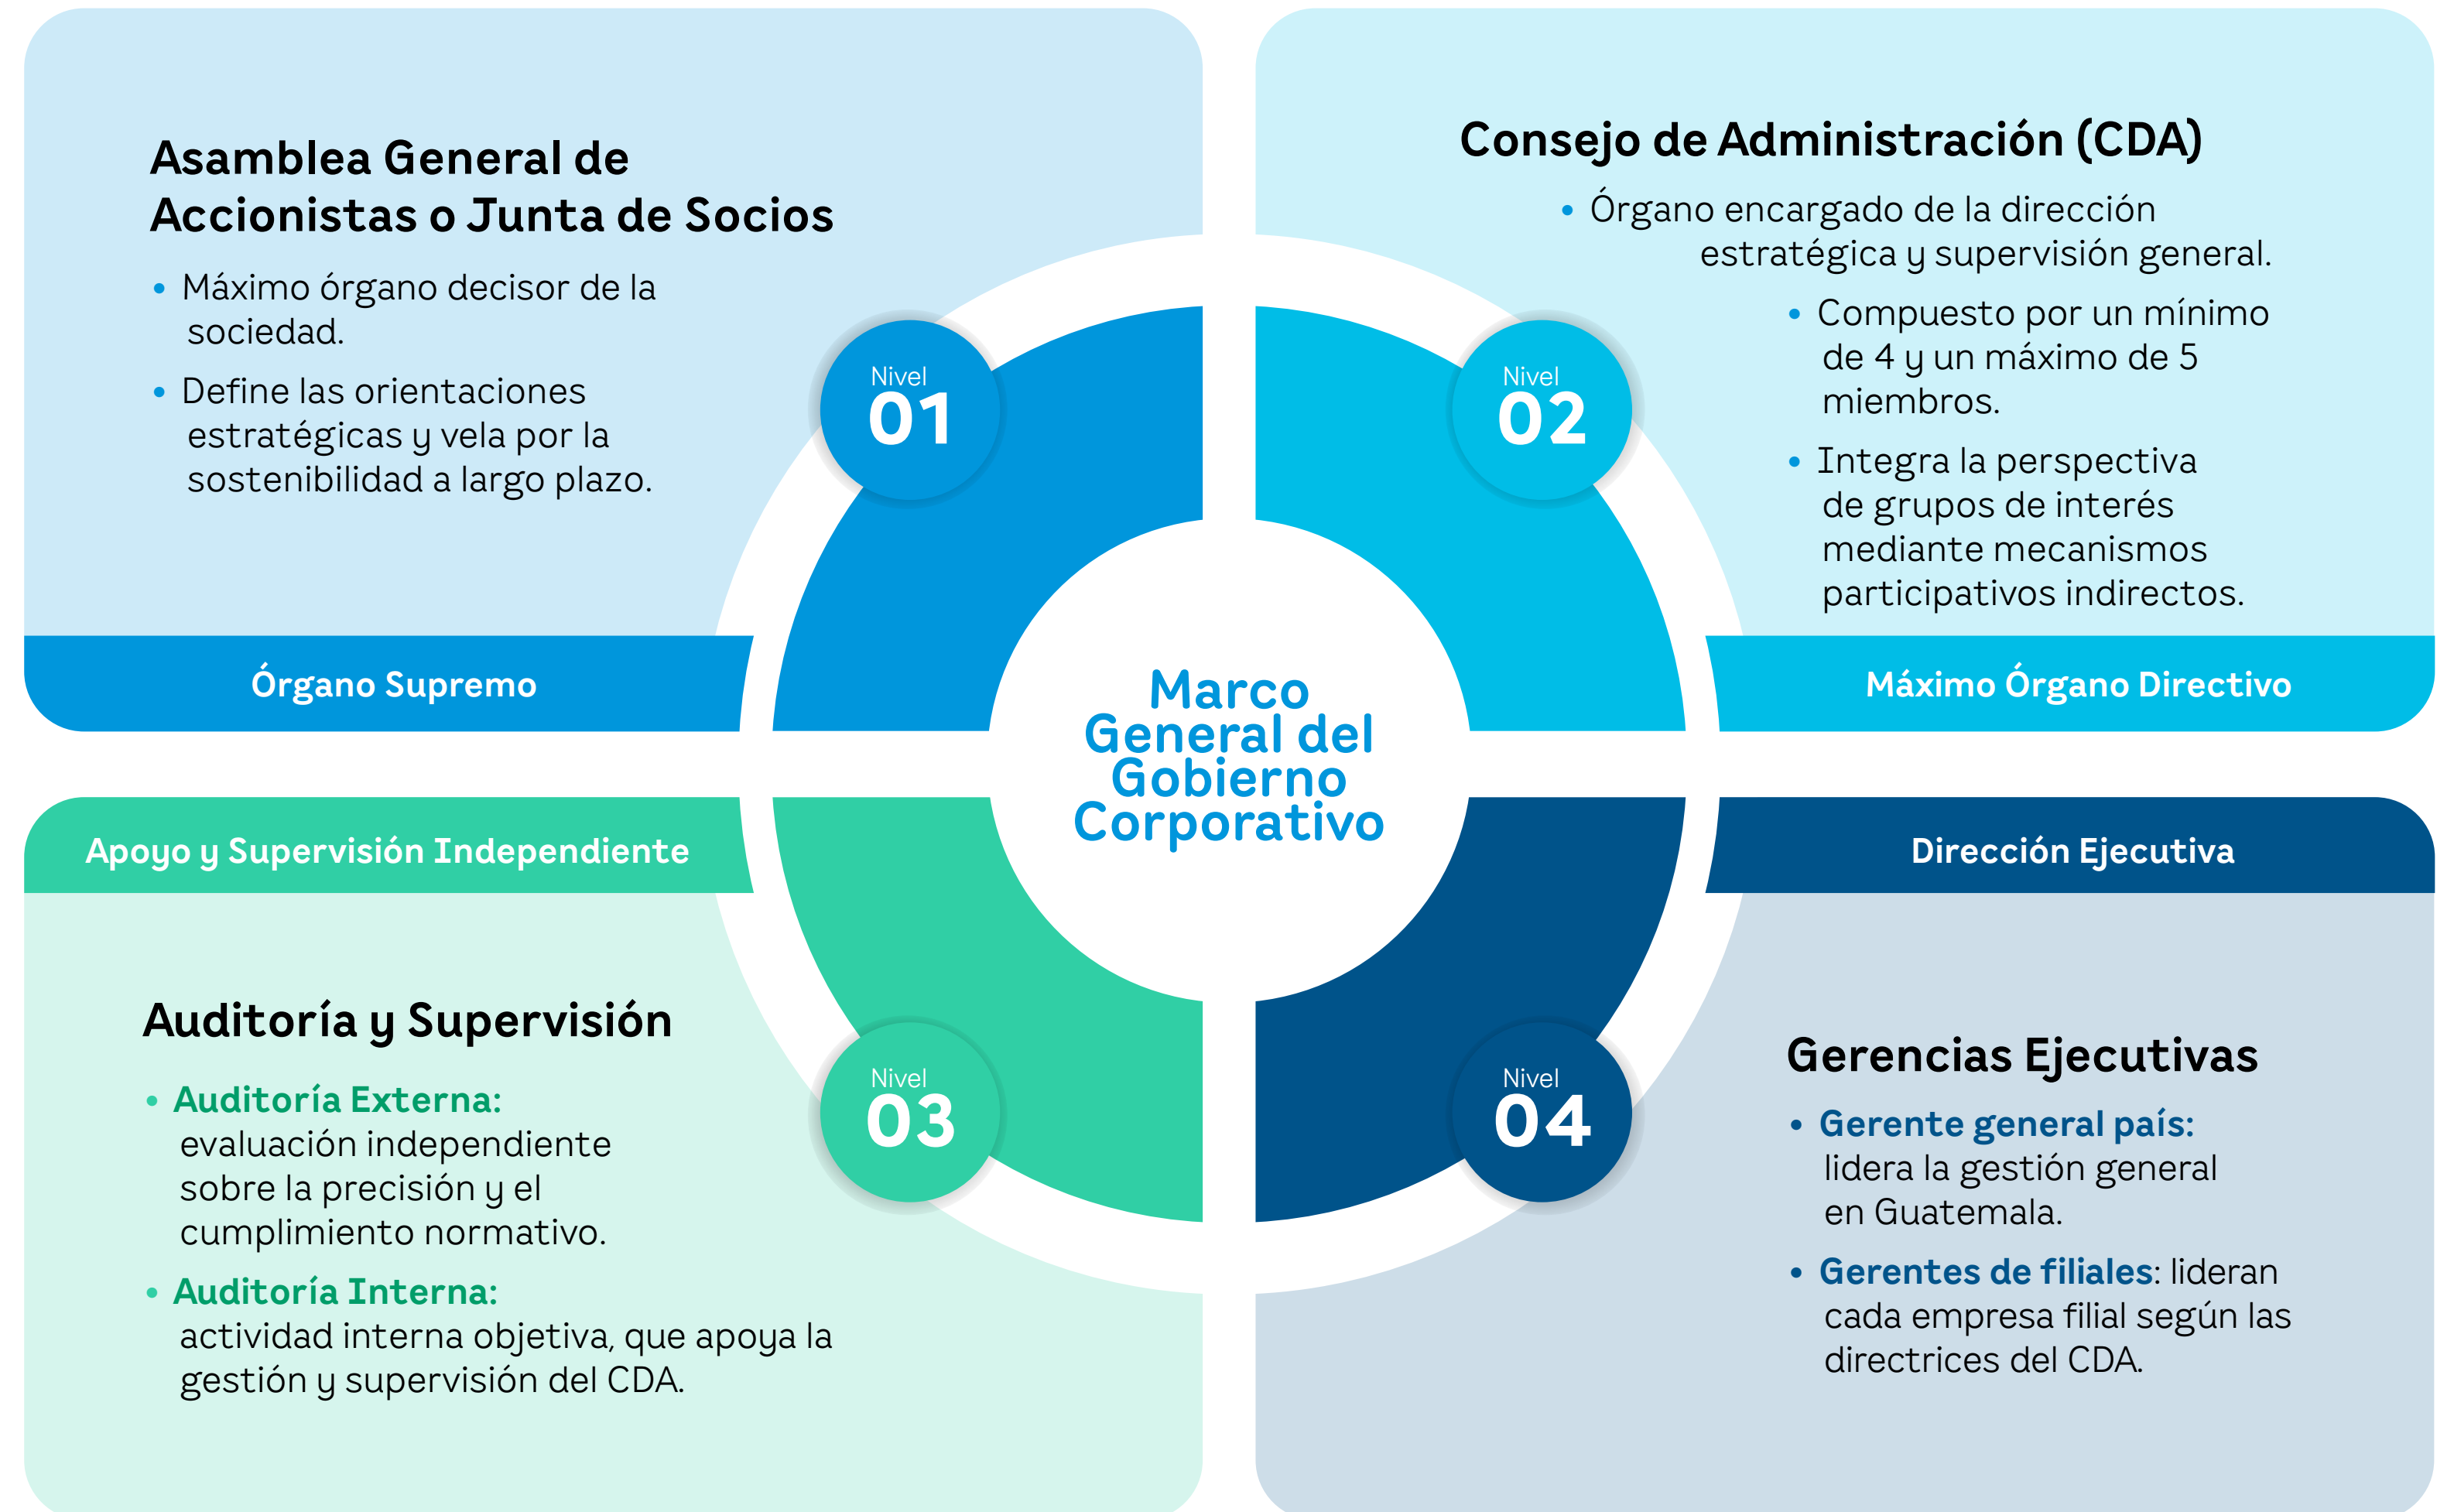 Asamblea General de
Accionistas o Junta de Socios
• Máximo órgano decisor de la
sociedad.
• Define las orientaciones
estratégicas y vela por la
sostenibilidad a largo plazo.
Nivel
01
Órgano Supremo
Consejo de Administración (CDA)
• Órgano encargado de la dirección
estratégica y supervisión general.
• Compuesto por un mínimo
de 4 y un máximo de 5
miembros.
• Integra la perspectiva
de grupos de interés
mediante mecanismos
participativos indirectos.
Nivel
02
Máximo Órgano Directivo
Marco
General del
Gobierno
Corporativo
Apoyo y Supervisión Independiente
Auditoría y Supervisión
• Auditoría Externa:
evaluación independiente
sobre la precisión y el
cumplimiento normativo.
• Auditoría Interna:
actividad interna objetiva, que apoya la
gestión y supervisión del CDA.
Nivel
03
Dirección Ejecutiva
Nivel
04
Gerencias Ejecutivas
• Gerente general país:
lidera la gestión general
en Guatemala.
• Gerentes de filiales: lideran
cada empresa filial según las
directrices del CDA.